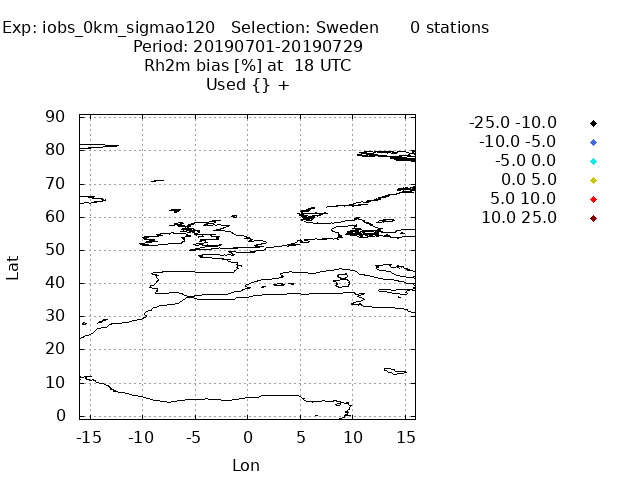 Exp: iobs_0km_sigmao120 Selection: Sweden 0 stations
Period: 20190701-20190729
Rh2m bias [%] at 18 UTC
Used {} +
-25.0 -10.0
-10.0 -5.0
-5.0 0.0
0.0 5.0
5.0 10.0
10.0 25.0
90
80
70
60
50
40
30
20
10
0
Lat
-15 -10 -5 0 5 10 15
Lon